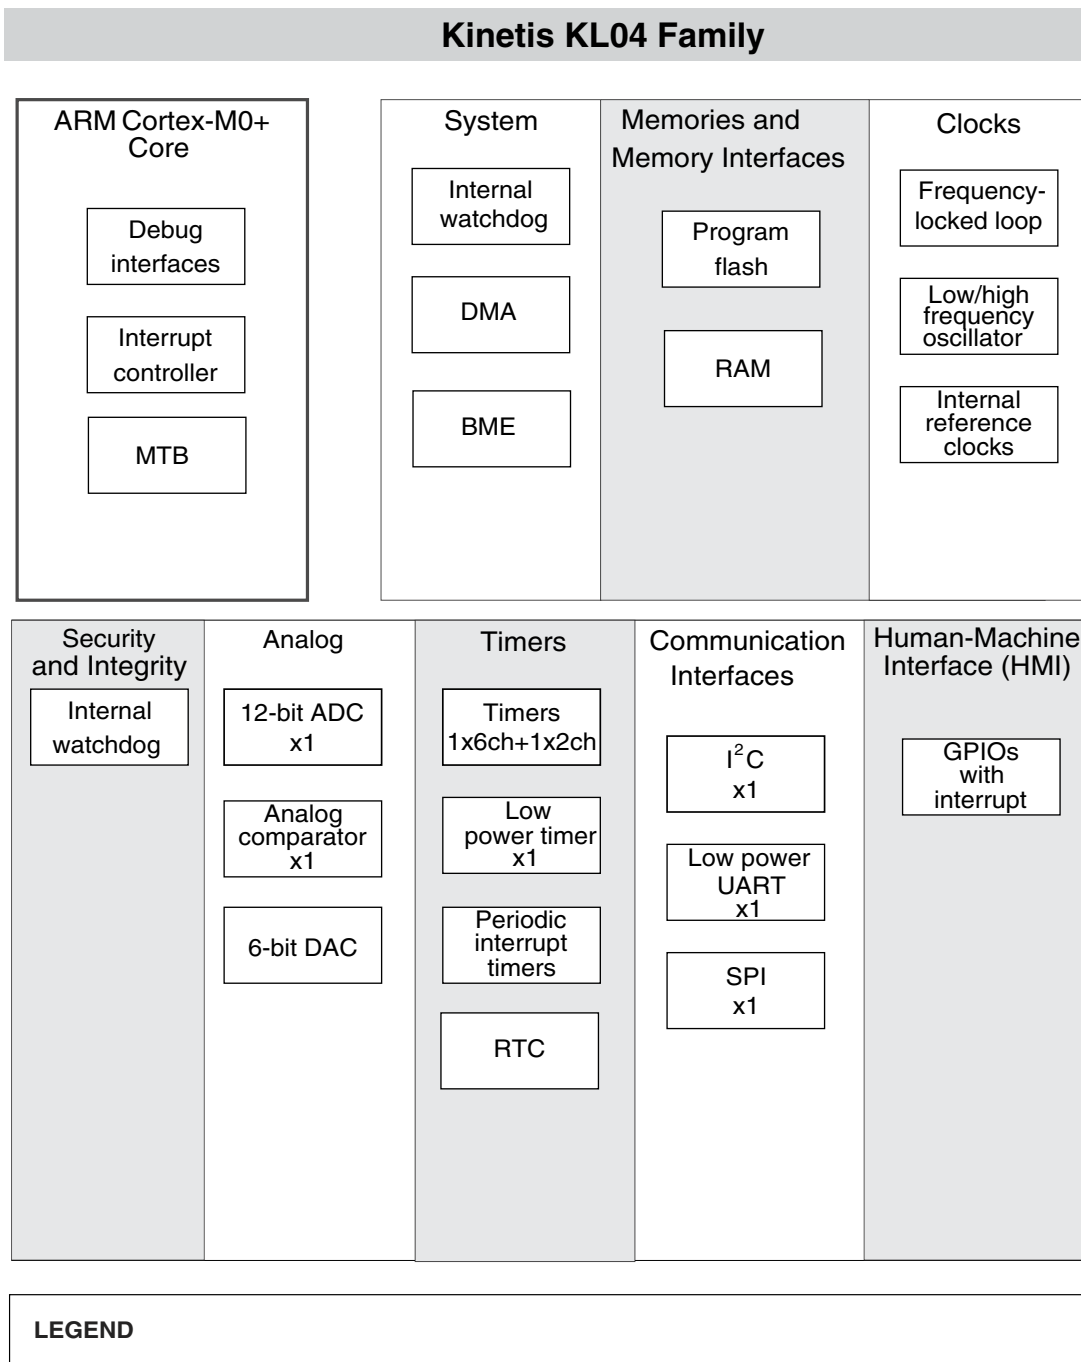 Kinetis KL04 Family
ARM Cortex-M0+
Core
Debug
interfaces
Interrupt
controller
MTB
System
Internal
watchdog
DMA
BME
Memories and
Memory Interfaces
Program
flash
RAM
Clocks
Frequency-
locked loop
Low/high
frequency
oscillator
Internal
reference
clocks
Security
and Integrity
Internal
watchdog
Analog
12-bit ADC
x1
Analog
comparator
x1
6-bit DAC
Timers
Timers
1x6ch+1x2ch
Low
power timer
x1
Periodic
interrupt
timers
RTC
Communication
Interfaces
I²C
x1
Low power
UART
x1
SPI
x1
Human-Machine
Interface (HMI)
GPIOs
with
interrupt
LEGEND